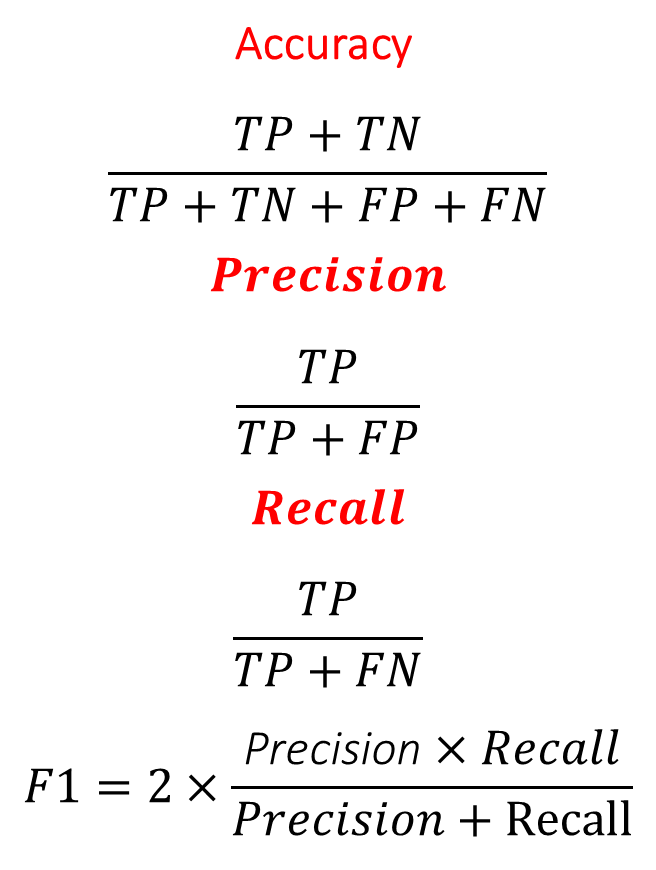 Accuracy
TP + TN
TP + TN + FP + FN
Precision
TP
TP + FP
Recall
TP
TP + FN
Precision × Recall
F1 = 2 ×
Precision + Recall